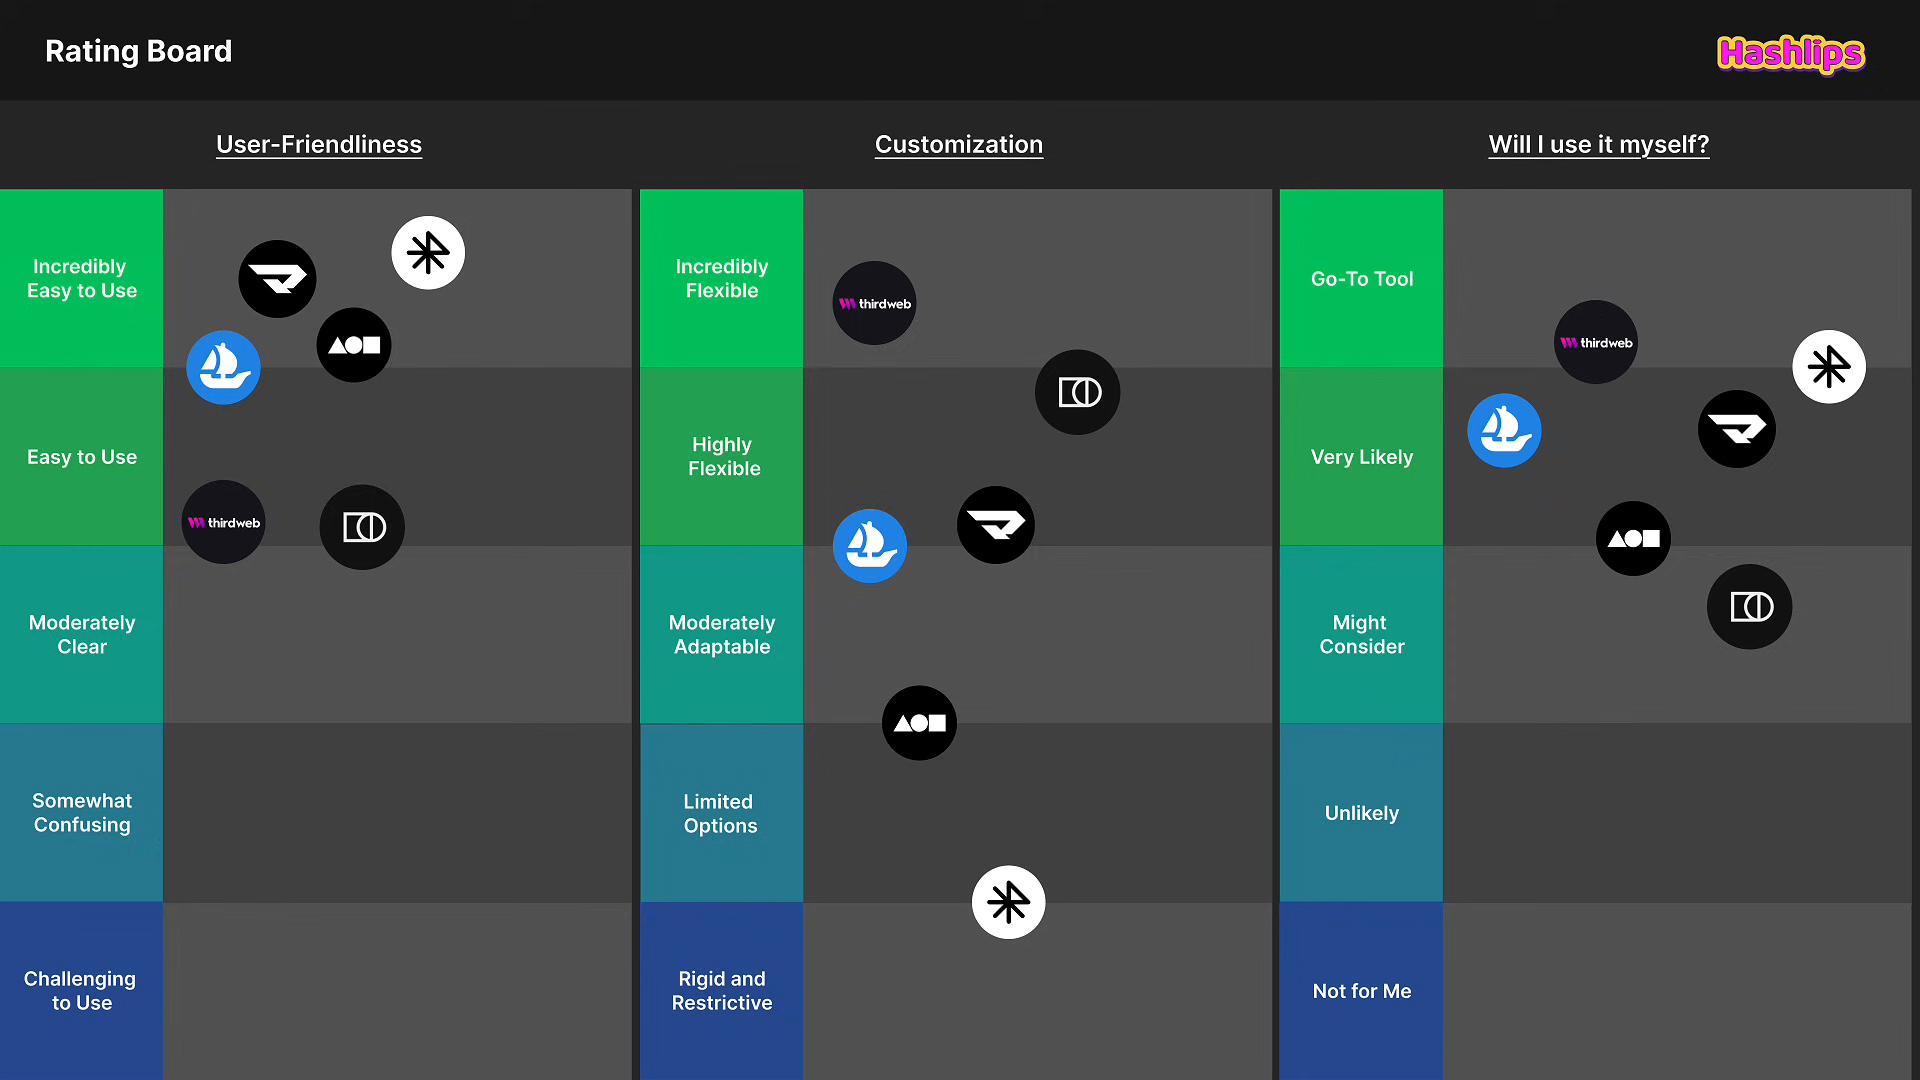 Rating Board
Hashlips
User-Friendliness
Customization
Will I use it myself?
Incredibly
Easy to Use
Easy to Use
Moderately
Clear
Somewhat
Confusing
Challenging
to Use
thirdweb
Incredibly
Flexible
Highly
Flexible
Moderately
Adaptable
Limited
Options
Rigid and
Restrictive
thirdweb
Go-To Tool
Very Likely
Might
Consider
Unlikely
Not for Me
thirdweb